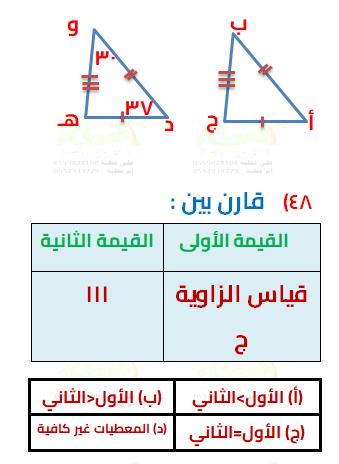 و
ب
٣٠
٣٧
هـ
د
ج
أ
٤٨) قارن بين :
القيمة الأولى
القيمة الثانية
قياس الزاوية ج
١١١
(أ) الأول>الثاني
(ب) الأول<الثاني
(ج) الأول=الثاني
(د) المعطيات غير كافية